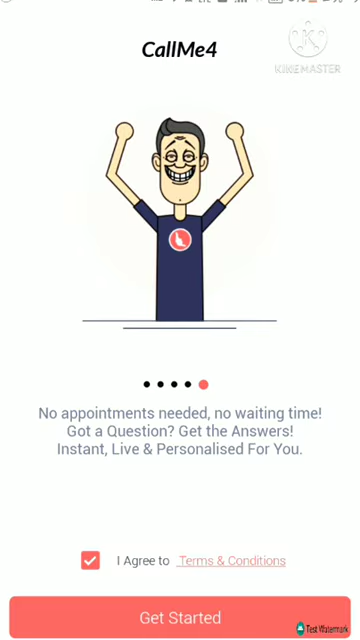 CallMe4
K
KINEMASTER
No appointments needed, no waiting time!
Got a Question? Get the Answers!
Instant, Live & Personalised For You.
I Agree to Terms & Conditions
Get Started
Test Watermark